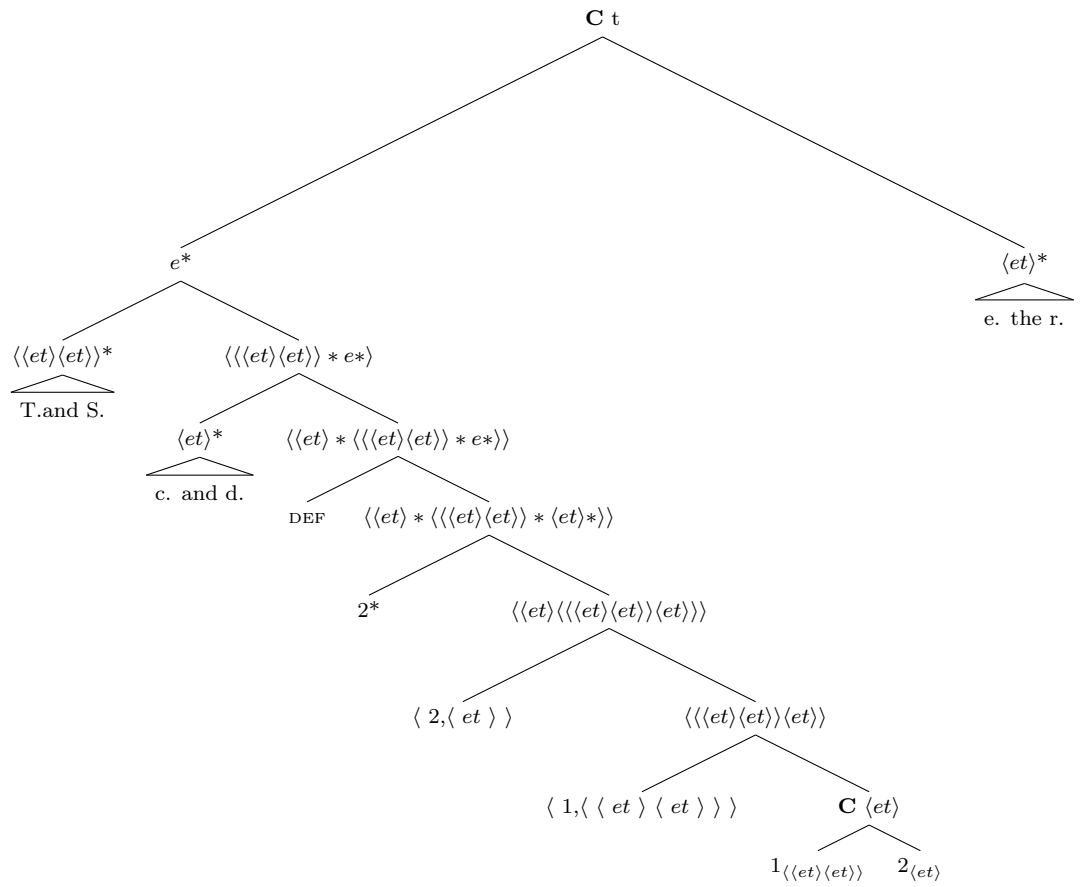 C t
e* ⟨et⟩*
e. the r.
⟨⟨et⟩⟨et⟩⟩* ⟨⟨⟨et⟩⟨et⟩⟩ ∗ e∗⟩
T.and S.
⟨et⟩* ⟨⟨et⟩ ∗ ⟨⟨⟨et⟩⟨et⟩⟩ ∗ e∗⟩⟩
c. and d.
DEF ⟨⟨et⟩ ∗ ⟨⟨⟨et⟩⟨et⟩⟩ ∗ ⟨et⟩∗⟩⟩
2* ⟨⟨et⟩⟨⟨⟨et⟩⟨et⟩⟩⟨et⟩⟩⟩
⟨ 2,⟨ et ⟩ ⟩ ⟨⟨⟨et⟩⟨et⟩⟩⟨et⟩⟩
⟨ 1,⟨ ⟨ et ⟩ ⟨ et ⟩ ⟩ ⟩ C ⟨et⟩
1⟨⟨et⟩⟨et⟩⟩ 2⟨et⟩